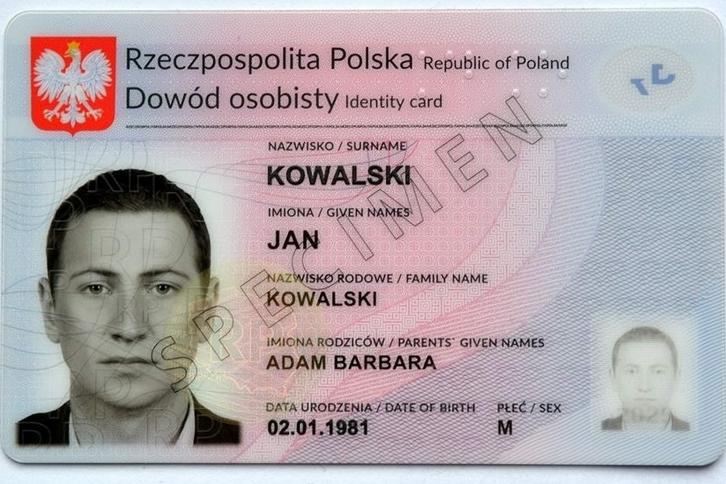 Rzeczpospolita Polska Republic of Poland
Dowód osobisty Identity card
NAZWISKO / SURNAME
KOWALSKI
IMIONA / GIVEN NAMES
JAN
NAZWISKO RODOWE / FAMILY NAME
KOWALSKI
IMIONA RODZICÓW / PARENTS` GIVEN NAMES
ADAM BARBARA
DATA URODZENIA / DATE OF BIRTH PŁEĆ / SEX
02.01.1981 M
SPECIMEN